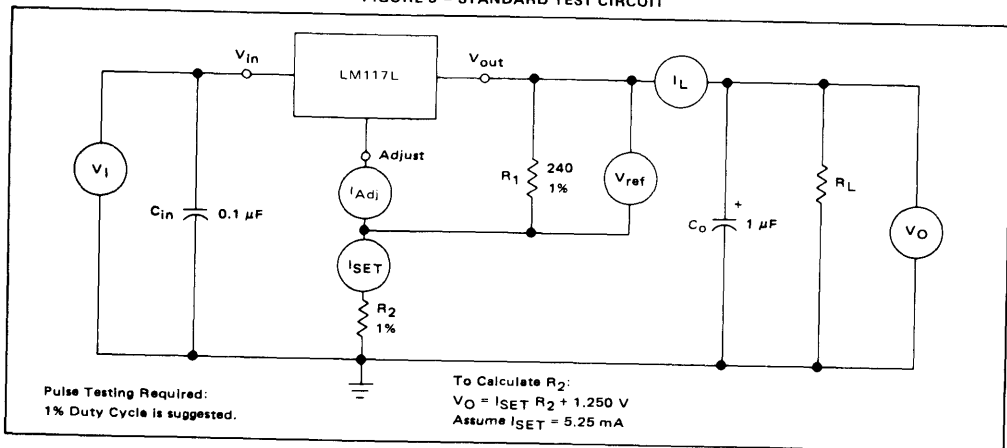 FIGURE 3 – STANDARD TEST CIRCUIT
Vin
LM117L
Vout
IL
Adjust
VI
IAdj
R1
240
1%
Vref
RL
Cin
0.1 µF
Co
+
1 µF
VO
ISET
R2
1%
Pulse Testing Required:
1% Duty Cycle is suggested.
To Calculate R2:
VO = ISET R2 + 1.250 V
Assume ISET = 5.25 mA